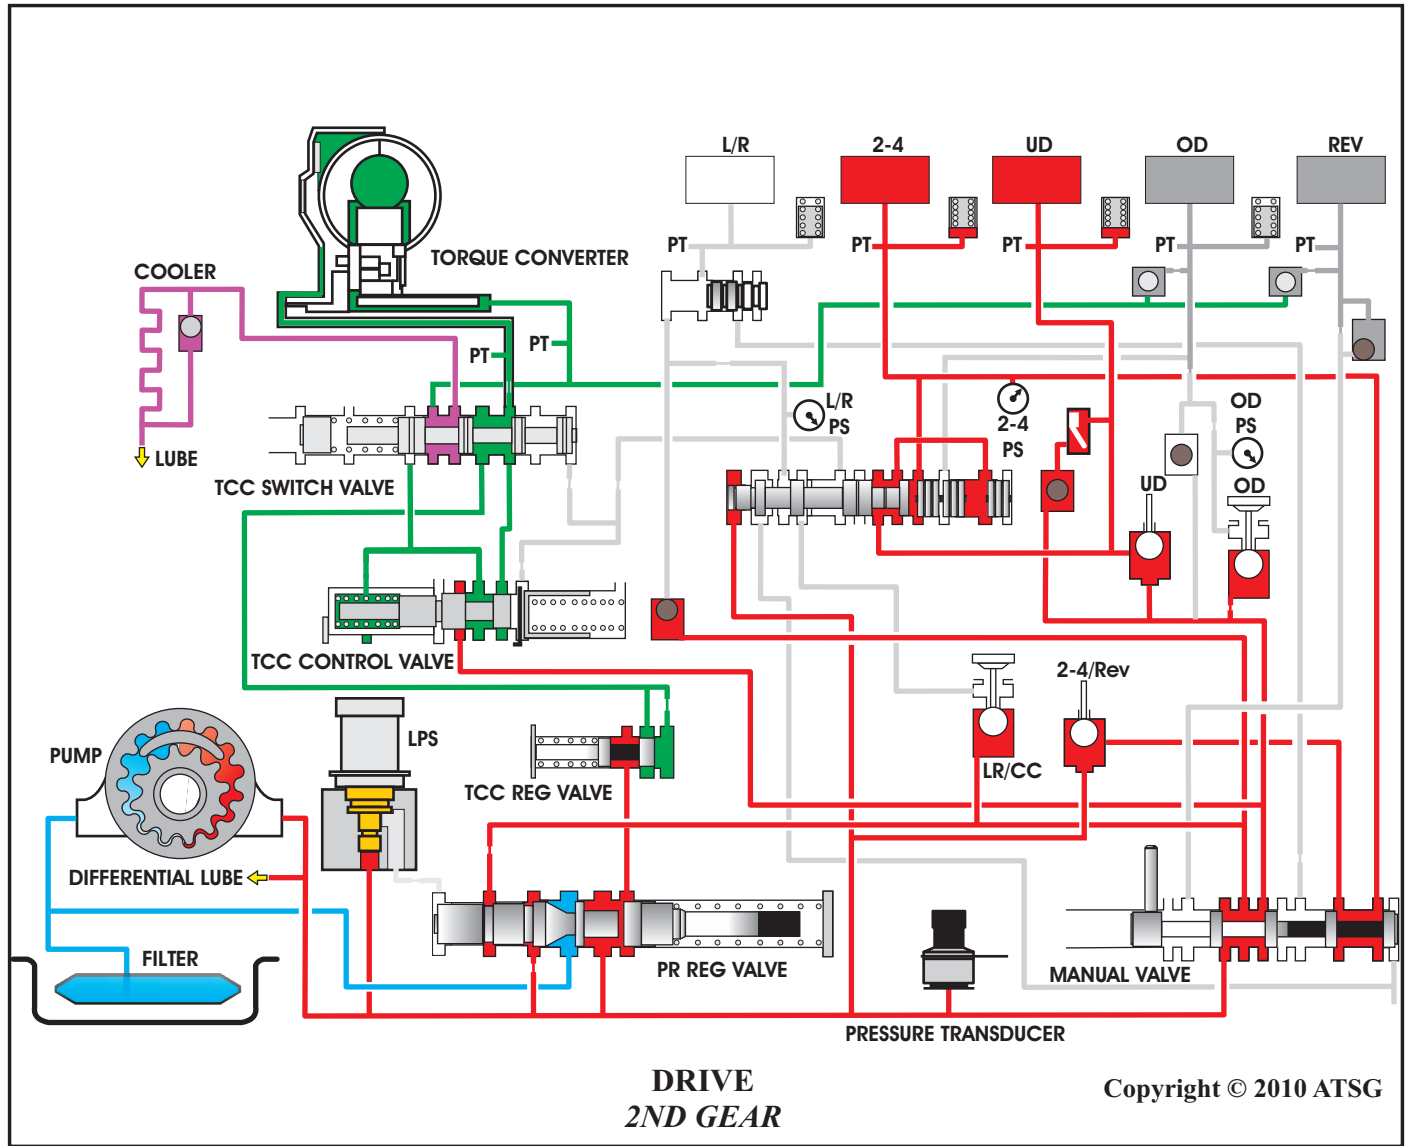 L/R
2-4
UD
OD
REV
PT
PT
PT
PT
PT
TORQUE CONVERTER
COOLER
PT
PT
L/R
PS
2-4
PS
OD
PS
LUBE
TCC SWITCH VALVE
UD
OD
TCC CONTROL VALVE
2-4/Rev
LPS
PUMP
LR/CC
TCC REG VALVE
DIFFERENTIAL LUBE
FILTER
PR REG VALVE
MANUAL VALVE
PRESSURE TRANSDUCER
DRIVE
2ND GEAR
Copyright © 2010 ATSG